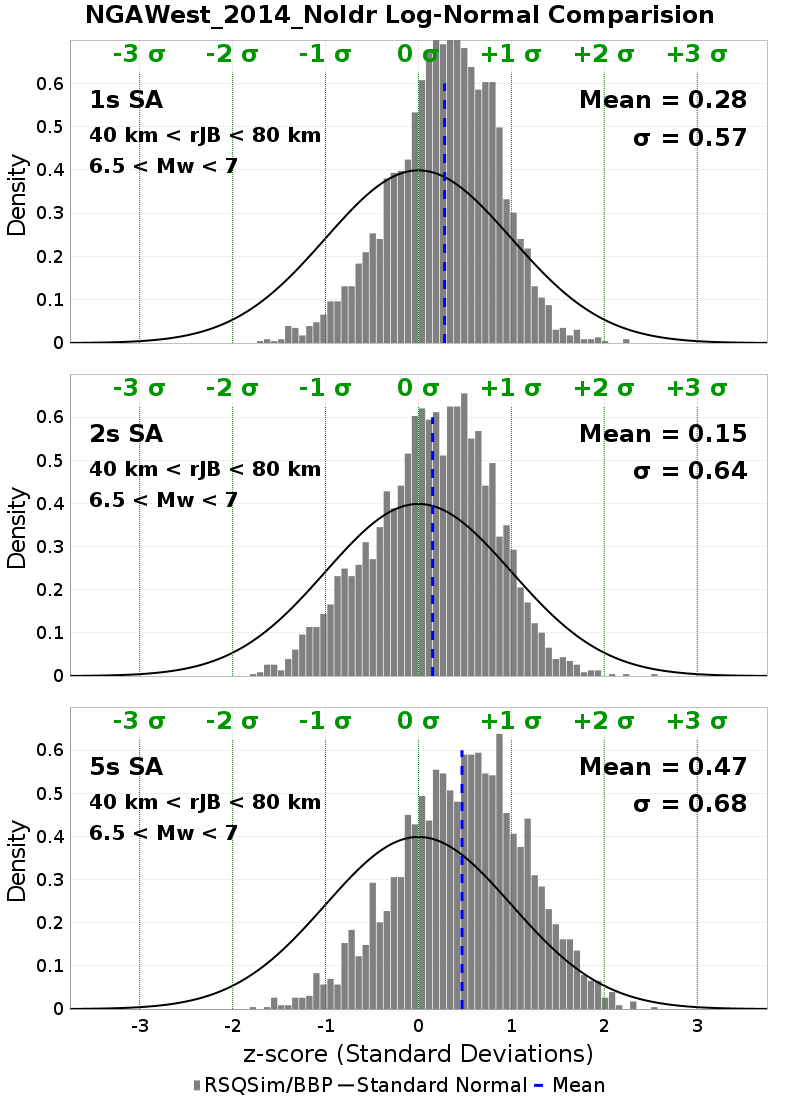 NGAWest_2014_NoIdr Log-Normal Comparision
-3 σ -2 σ -1 σ 0 σ +1 σ +2 σ +3 σ
1s SA Mean = 0.28
40 km < rJB < 80 km σ = 0.57
6.5 < Mw < 7
0.6
0.5
0.4
0.3
0.2
0.1
0
Density
-3 σ -2 σ -1 σ 0 σ +1 σ +2 σ +3 σ
2s SA Mean = 0.15
40 km < rJB < 80 km σ = 0.64
6.5 < Mw < 7
0.6
0.5
0.4
0.3
0.2
0.1
0
Density
-3 σ -2 σ -1 σ 0 σ +1 σ +2 σ +3 σ
5s SA Mean = 0.47
40 km < rJB < 80 km σ = 0.68
6.5 < Mw < 7
0.6
0.5
0.4
0.3
0.2
0.1
0
Density
-3 -2 -1 0 1 2 3
z-score (Standard Deviations)
RSQSim/BBP Standard Normal Mean